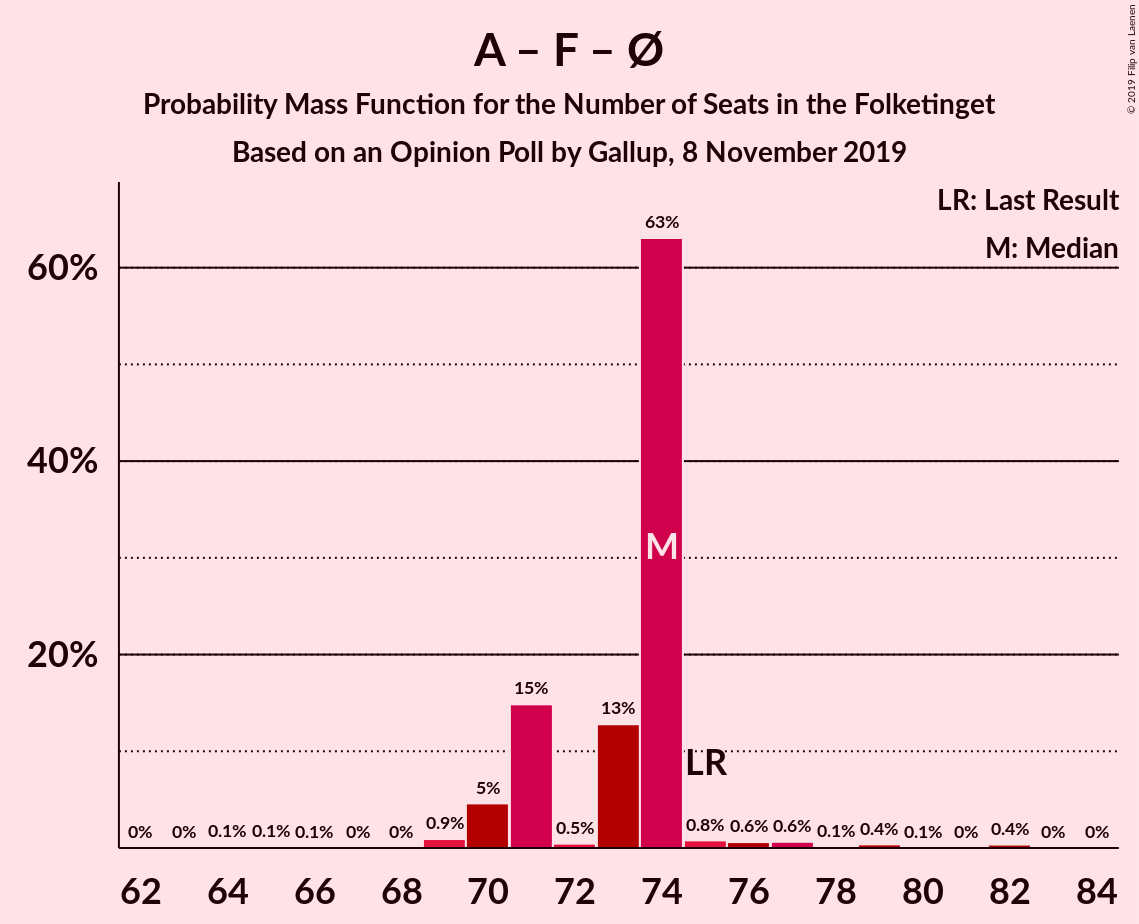 A – F – Ø
Probability Mass Function for the Number of Seats in the Folketinget
Based on an Opinion Poll by Gallup, 8 November 2019
© 2019 Filip van Laenen
LR: Last Result
M: Median
60%
40%
20%
0% 0% 0.1% 0.1% 0.1% 0% 0% 0.9% 5% 15% 0.5% 13% 63% 0.8% 0.6% 0.6% 0.1% 0.4% 0.1% 0% 0.4% 0% 0%
M
LR
62 64 66 68 70 72 74 76 78 80 82 84